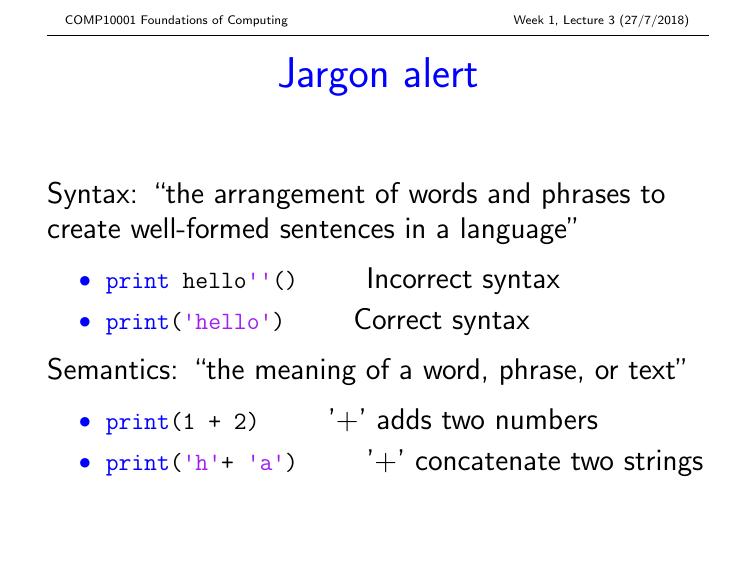 COMP10001 Foundations of Computing Week 1, Lecture 3 (27/7/2018)
Jargon alert
Syntax: “the arrangement of words and phrases to
create well-formed sentences in a language”
• print hello''() Incorrect syntax
• print('hello') Correct syntax
Semantics: “the meaning of a word, phrase, or text”
• print(1 + 2) ’+’ adds two numbers
• print('h'+ 'a') ’+’ concatenate two strings